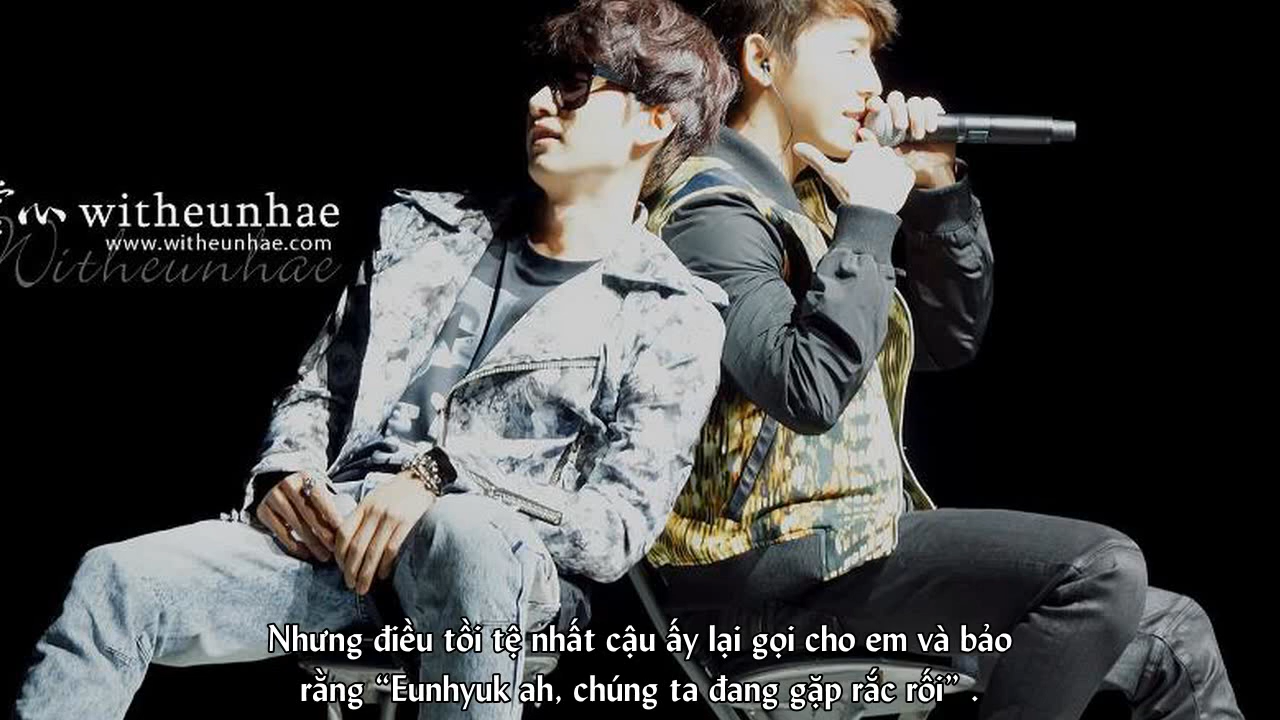 witheunhae
www.witheunhae.com
Witheunhae
Nhưng điều tồi tệ nhất cậu ấy lại gọi cho em và bảo
rằng “Eunhyuk ah, chúng ta đang gặp rắc rối” .